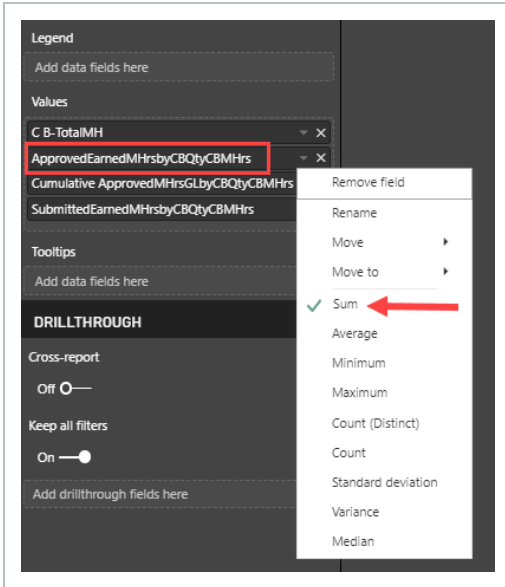 Legend
Add data fields here
Values
C B-TotalMH
ApprovedEarnedMHrsbyCBQtyCBMHrs
Cumulative ApprovedMHrsGLbyCBQtyCBMHrs
SubmittedEarnedMHrsbyCBQtyCBMHrs
Tooltips
Add data fields here
DRILLTHROUGH
Cross-report
Off
Keep all filters
On
Add drillthrough fields here
Remove field
Rename
Move
Move to
Sum
Average
Minimum
Maximum
Count (Distinct)
Count
Standard deviation
Variance
Median